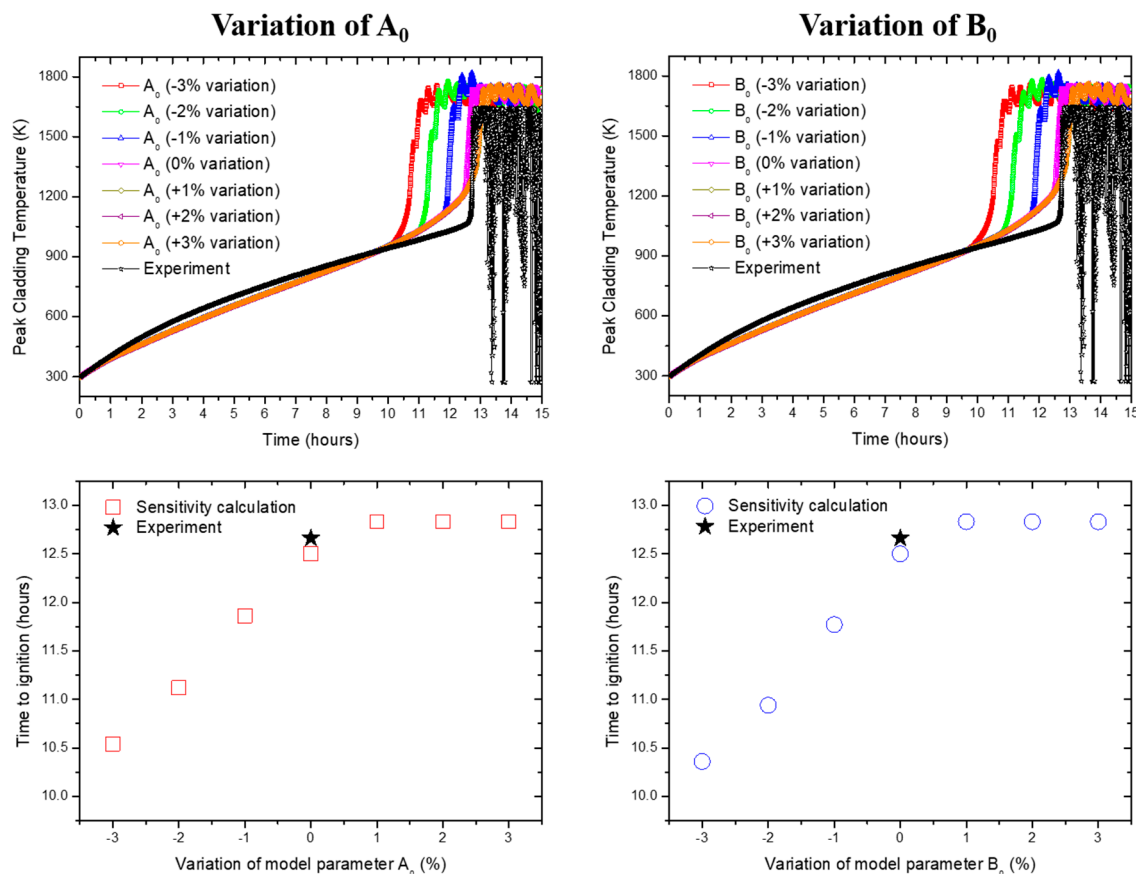 Variation of A₀
Variation of B₀
Peak Cladding Temperature (K)
1800
1500
1200
900
600
300
A₀ (-3% variation)
A₀ (-2% variation)
A₀ (-1% variation)
A₀ (0% variation)
A₀ (+1% variation)
A₀ (+2% variation)
A₀ (+3% variation)
Experiment
0 1 2 3 4 5 6 7 8 9 10 11 12 13 14 15
Time (hours)
Peak Cladding Temperature (K)
1800
1500
1200
900
600
300
B₀ (-3% variation)
B₀ (-2% variation)
B₀ (-1% variation)
B₀ (0% variation)
B₀ (+1% variation)
B₀ (+2% variation)
B₀ (+3% variation)
Experiment
0 1 2 3 4 5 6 7 8 9 10 11 12 13 14 15
Time (hours)
Time to ignition (hours)
13.0
12.5
12.0
11.5
11.0
10.5
10.0
Sensitivity calculation
Experiment
-3 -2 -1 0 1 2 3
Variation of model parameter A₀ (%)
Time to ignition (hours)
13.0
12.5
12.0
11.5
11.0
10.5
10.0
Sensitivity calculation
Experiment
-3 -2 -1 0 1 2 3
Variation of model parameter B₀ (%)